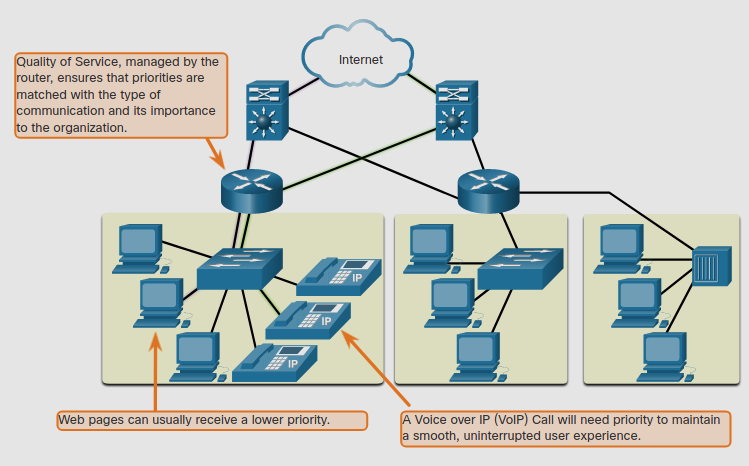 Internet
Quality of Service, managed by the
router, ensures that priorities are
matched with the type of
communication and its importance
to the organization.
IP
IP
IP
Web pages can usually receive a lower priority.
A Voice over IP (VoIP) Call will need priority to maintain
a smooth, uninterrupted user experience.